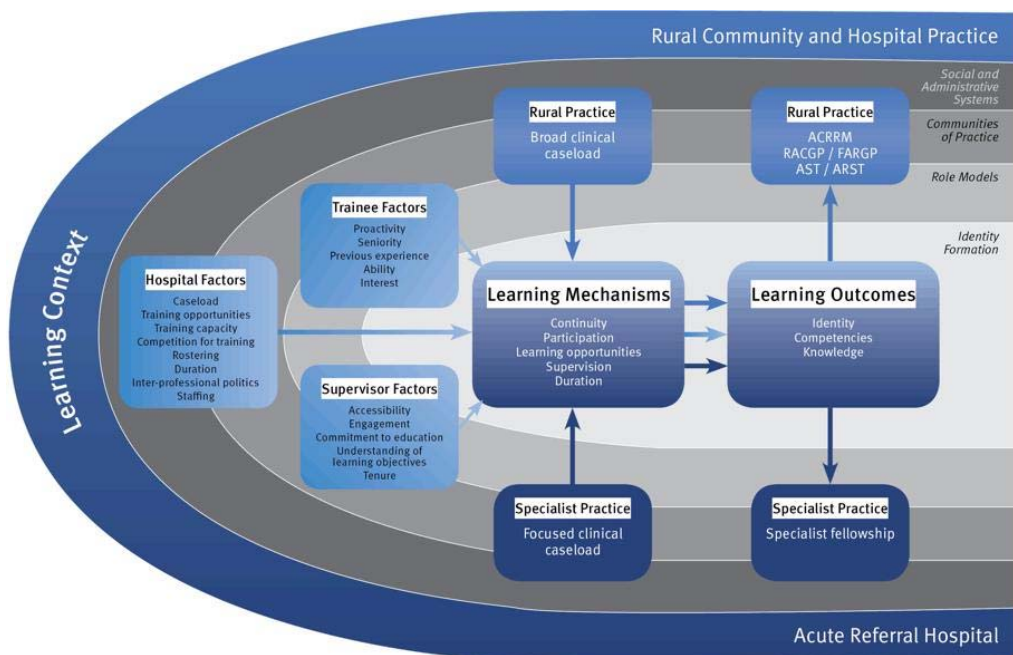 Rural Community and Hospital Practice
Social and
Administrative
Systems
Communities
of Practice
Role Models
Identity
Formation
Learning Context
Hospital Factors
Caseload
Training opportunities
Training capacity
Competition for training
Rostering
Duration
Inter-professional politics
Staffing
Trainee Factors
Proactivity
Seniority
Previous experience
Ability
Interest
Supervisor Factors
Accessibility
Engagement
Commitment to education
Understanding of
learning objectives
Tenure
Rural Practice
Broad clinical
caseload
Learning Mechanisms
Continuity
Participation
Learning opportunities
Supervision
Duration
Specialist Practice
Focused clinical
caseload
Rural Practice
ACRRM
RACGP / FARGP
AST / ARST
Learning Outcomes
Identity
Competencies
Knowledge
Specialist Practice
Specialist fellowship
Acute Referral Hospital